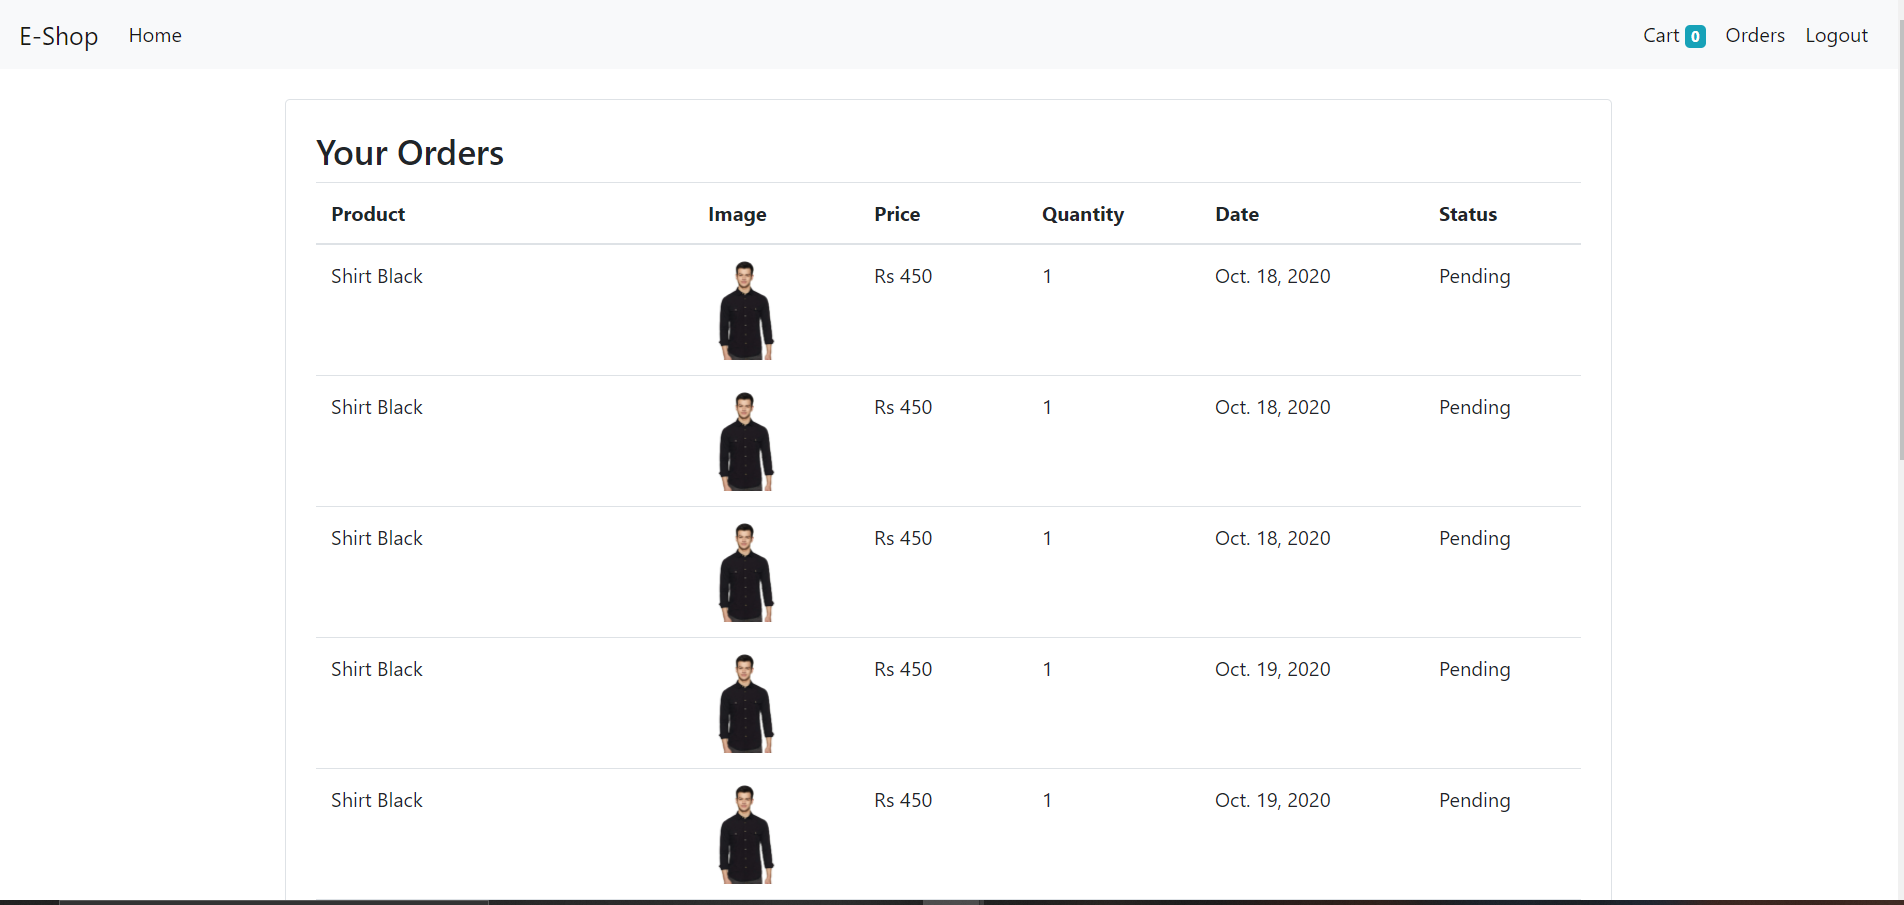 E-Shop Home Cart 0 Orders Logout
Your Orders
Product Image Price Quantity Date Status
Shirt Black Rs 450 1 Oct. 18, 2020 Pending
Shirt Black Rs 450 1 Oct. 18, 2020 Pending
Shirt Black Rs 450 1 Oct. 18, 2020 Pending
Shirt Black Rs 450 1 Oct. 19, 2020 Pending
Shirt Black Rs 450 1 Oct. 19, 2020 Pending